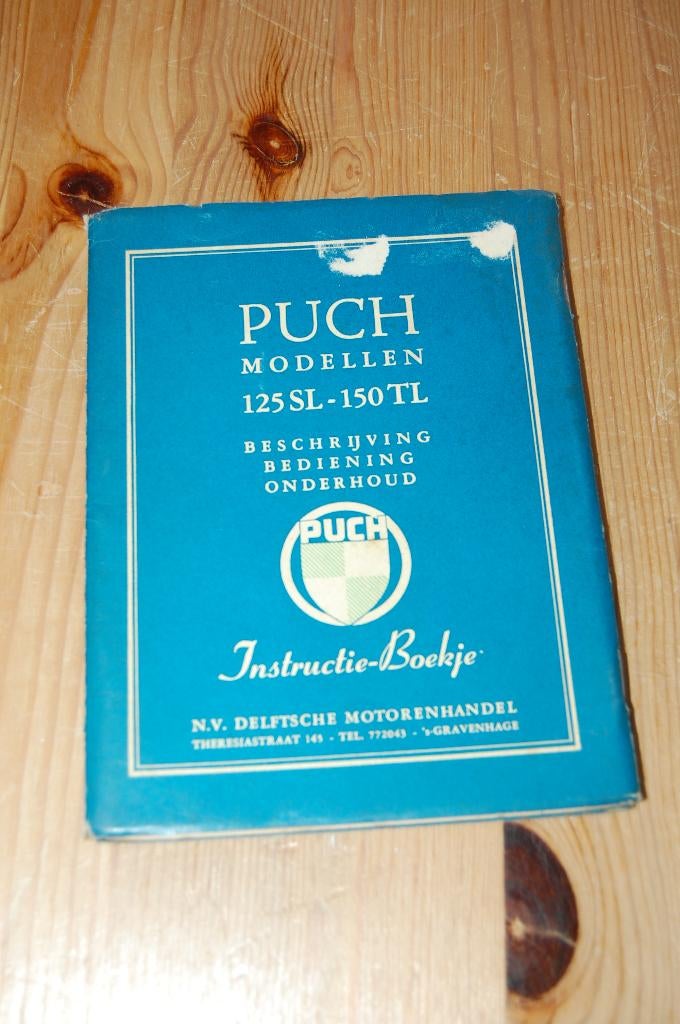 PUCH
MODELLEN
125 SL - 150 TL
BESCHRIJVING
BEDIENING
ONDERHOUD
PUCH
Instructie-Boekje
N.V. DELFTSCHE MOTORENHANDEL
THERESIASTRAAT 145 - TEL. 772043 - 's-GRAVENHAGE